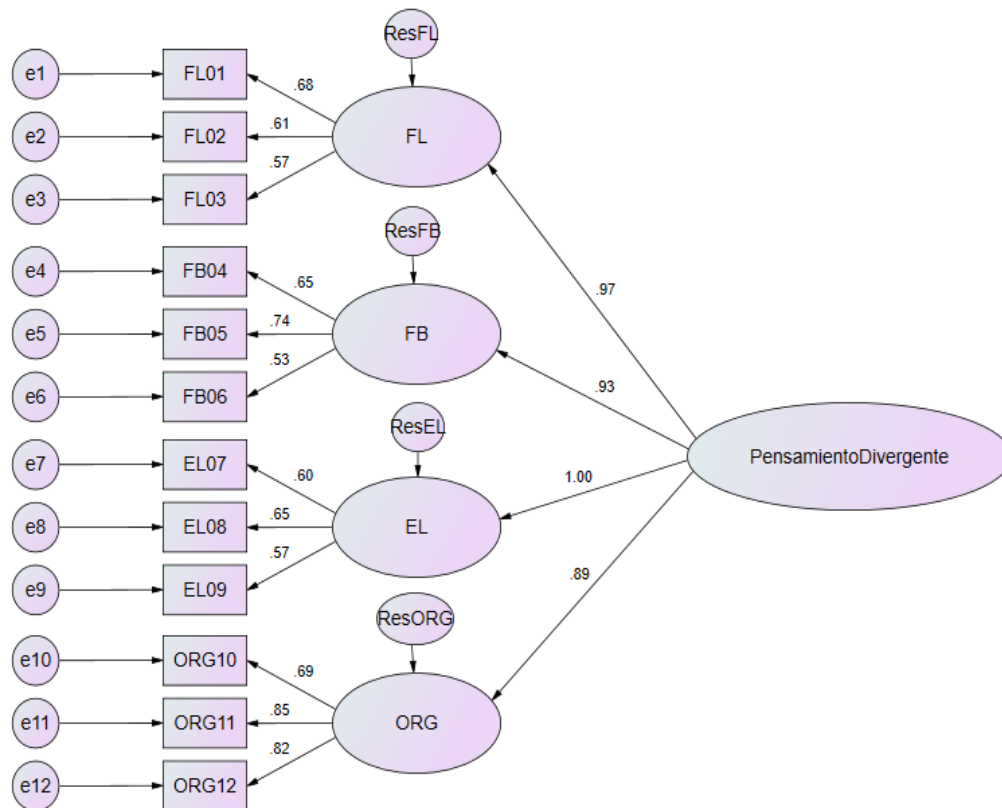 ResFL
e1
FL01
.68
e2
FL02
.61
FL
e3
FL03
.57
ResFB
e4
FB04
.65
e5
FB05
.74
FB
e6
FB06
.53
.97
.93
ResEL
e7
EL07
.60
e8
EL08
.65
EL
e9
EL09
.57
1.00
PensamientoDivergente
.89
ResORG
e10
ORG10
.69
e11
ORG11
.85
ORG
e12
ORG12
.82